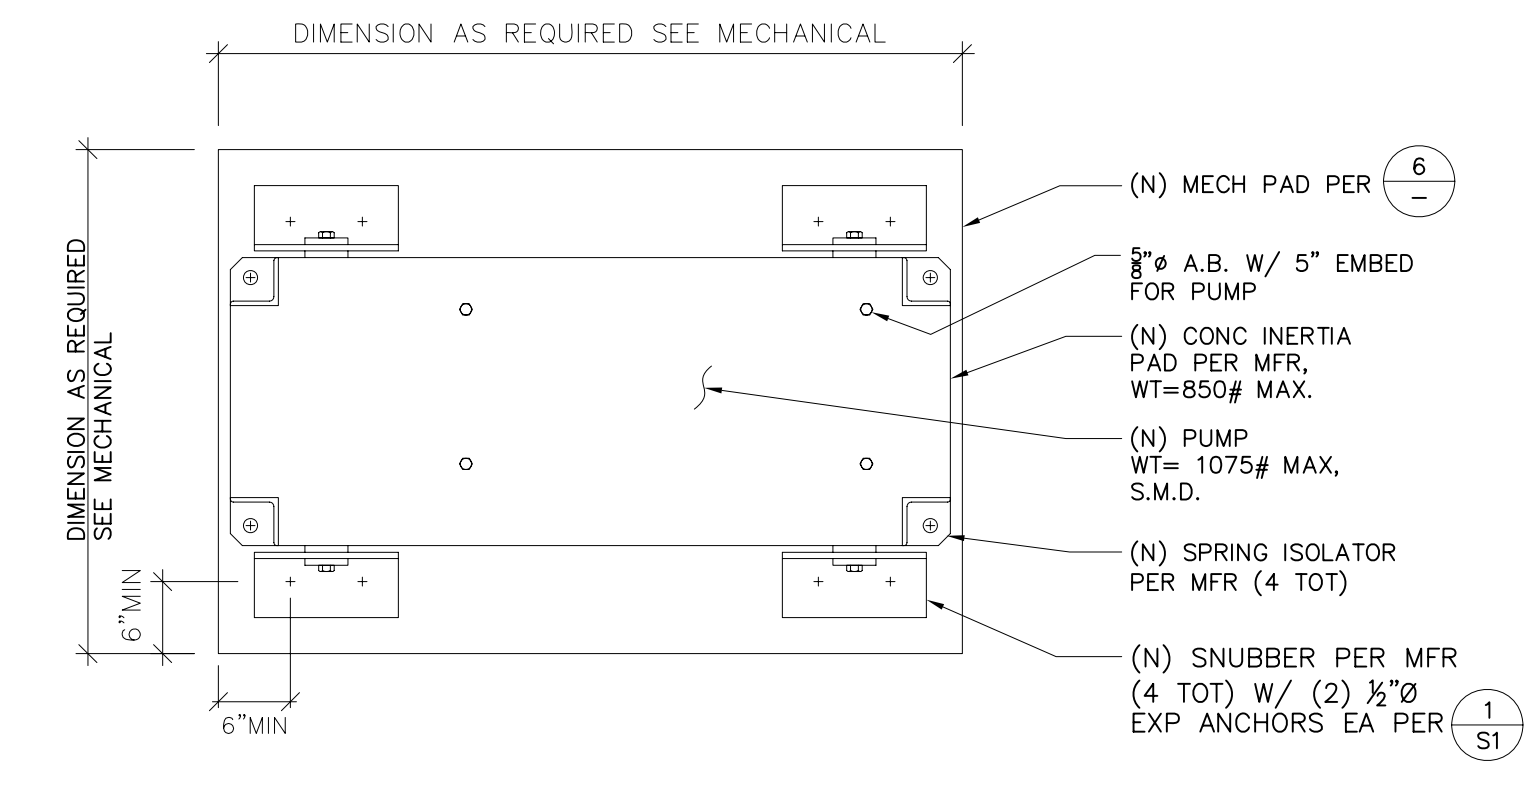 DIMENSION AS REQUIRED SEE MECHANICAL
DIMENSION AS REQUIRED
SEE MECHANICAL
6"MIN
6"MIN
(N) MECH PAD PER
6
–
5/8"ø A.B. W/ 5" EMBED
FOR PUMP
(N) CONC INERTIA
PAD PER MFR,
WT=850# MAX.
(N) PUMP
WT= 1075# MAX,
S.M.D.
(N) SPRING ISOLATOR
PER MFR (4 TOT)
(N) SNUBBER PER MFR
(4 TOT) W/ (2) ½"Ø
EXP ANCHORS EA PER
1
S1